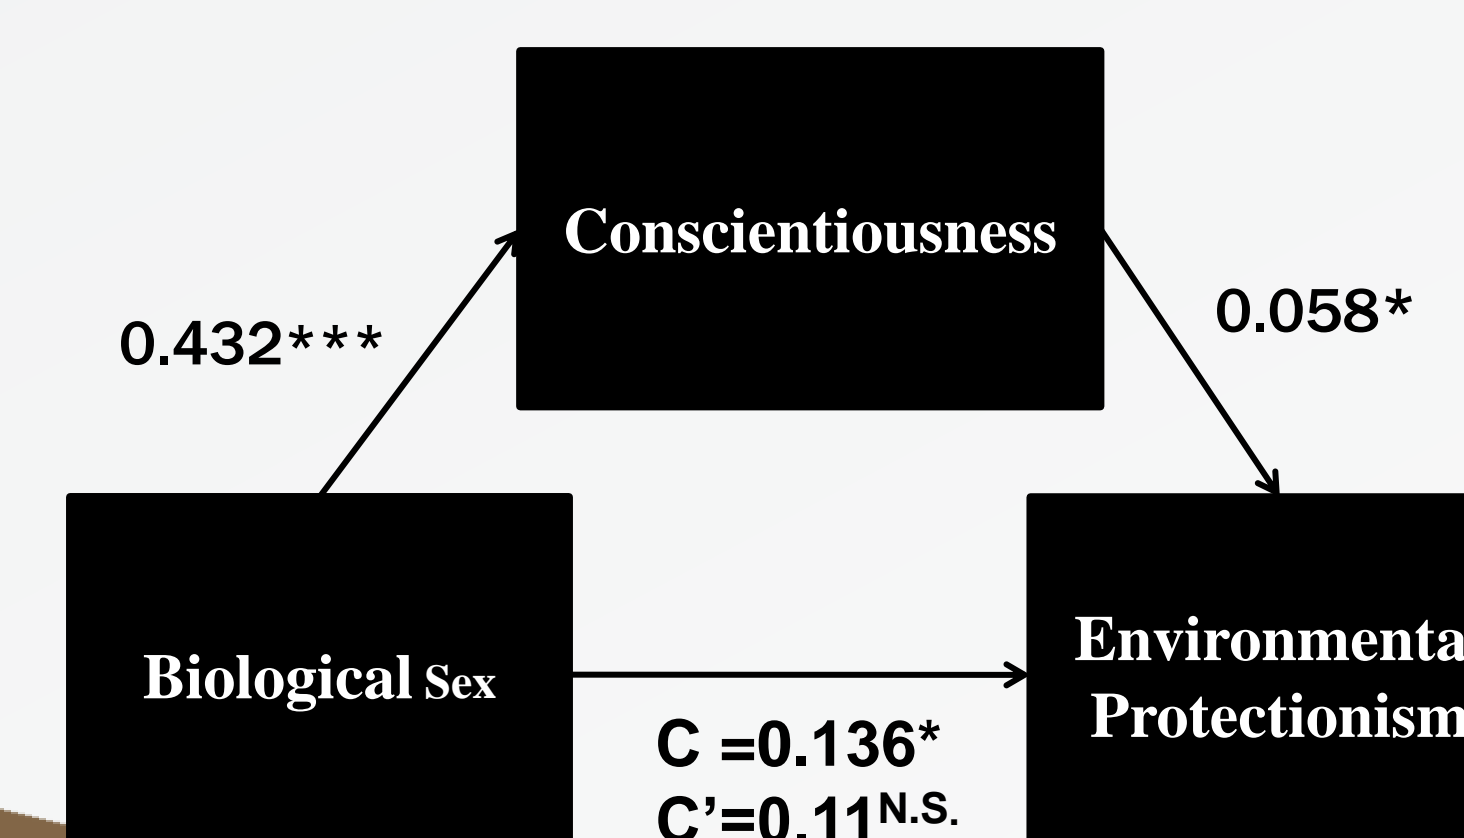 Conscientiousness
0.432***
0.058*
Biological Sex
Environmenta
Protectionism
C =0.136*
C’=0.11N.S.